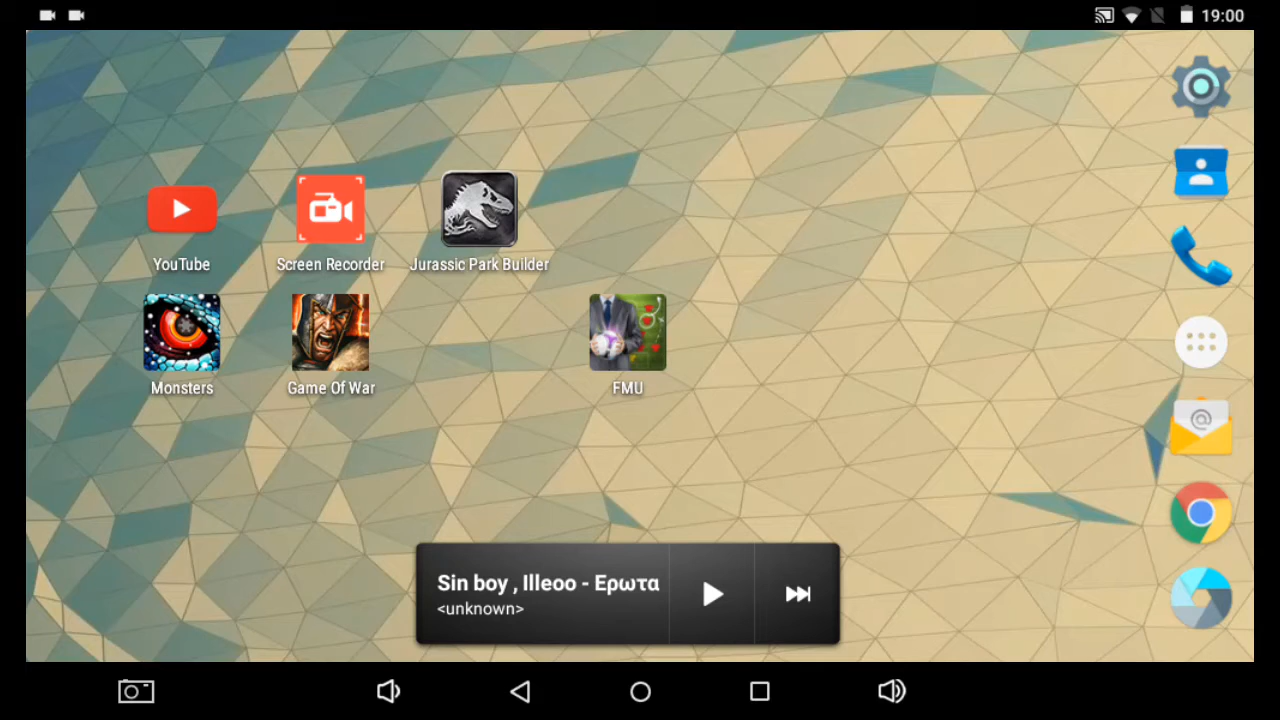 19:00
YouTube
Screen Recorder
Jurassic Park Builder
Monsters
Game Of War
FMU
Sin boy , Illeoo - Ερωτα
<unknown>